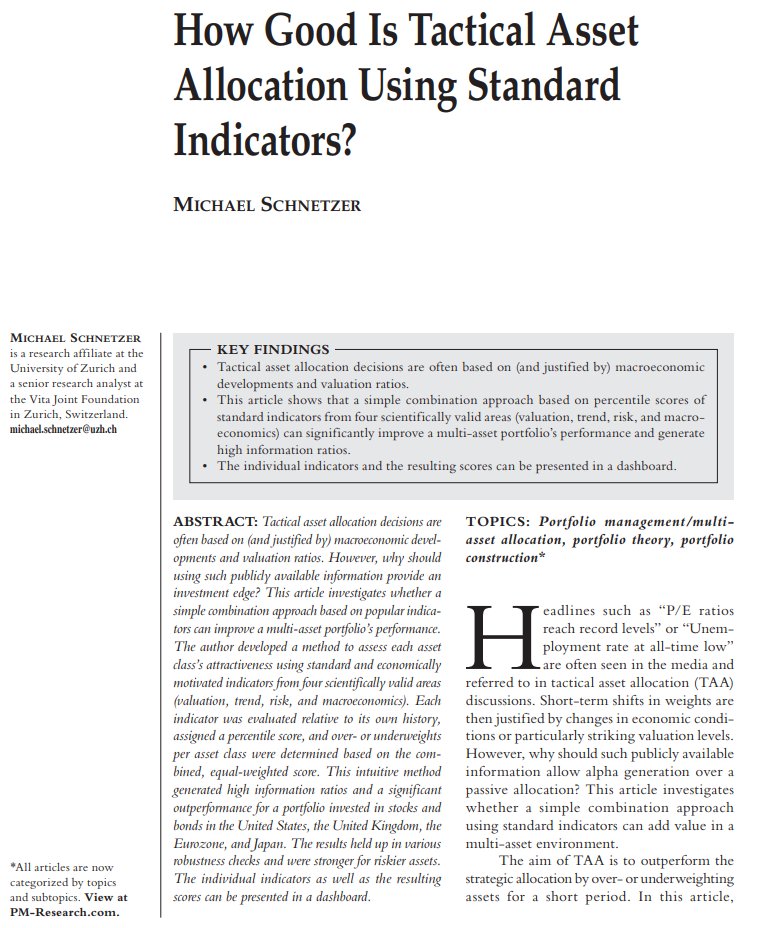 How Good Is Tactical Asset
Allocation Using Standard
Indicators?
MICHAEL SCHNETZER
MICHAEL SCHNETZER
is a research affiliate at the
University of Zurich and
a senior research analyst at
the Vita Joint Foundation
in Zurich, Switzerland.
michael.schnetzer@uzh.ch
KEY FINDINGS
• Tactical asset allocation decisions are often based on (and justified by) macroeconomic
developments and valuation ratios.
• This article shows that a simple combination approach based on percentile scores of
standard indicators from four scientifically valid areas (valuation, trend, risk, and macro-
economics) can significantly improve a multi-asset portfolio's performance and generate
high information ratios.
• The individual indicators and the resulting scores can be presented in a dashboard.
ABSTRACT: Tactical asset allocation decisions are
often based on (and justified by) macroeconomic devel-
opments and valuation ratios. However, why should
using such publicly available information provide an
investment edge? This article investigates whether a
simple combination approach based on popular indica-
tors can improve a multi-asset portfolio's performance.
The author developed a method to assess each asset
class's attractiveness using standard and economically
motivated indicators from four scientifically valid areas
(valuation, trend, risk, and macroeconomics). Each
indicator was evaluated relative to its own history,
assigned a percentile score, and over- or underweights
per asset class were determined based on the com-
bined, equal-weighted score. This intuitive method
generated high information ratios and a significant
outperformance for a portfolio invested in stocks and
bonds in the United States, the United Kingdom, the
Eurozone, and Japan. The results held up in various
robustness checks and were stronger for riskier assets.
The individual indicators as well as the resulting
scores can be presented in a dashboard.
TOPICS: Portfolio management/multi-
asset allocation, portfolio theory, portfolio
construction*
Headlines such as “P/E ratios
reach record levels” or “Unem-
ployment rate at all-time low”
are often seen in the media and
referred to in tactical asset allocation (TAA)
discussions. Short-term shifts in weights are
then justified by changes in economic condi-
tions or particularly striking valuation levels.
However, why should such publicly available
information allow alpha generation over a
passive allocation? This article investigates
whether a simple combination approach
using standard indicators can add value in a
multi-asset environment.
The aim of TAA is to outperform the
strategic allocation by over- or underweighting
assets for a short period. In this article,
*All articles are now
categorized by topics
and subtopics. View at
PM-Research.com.